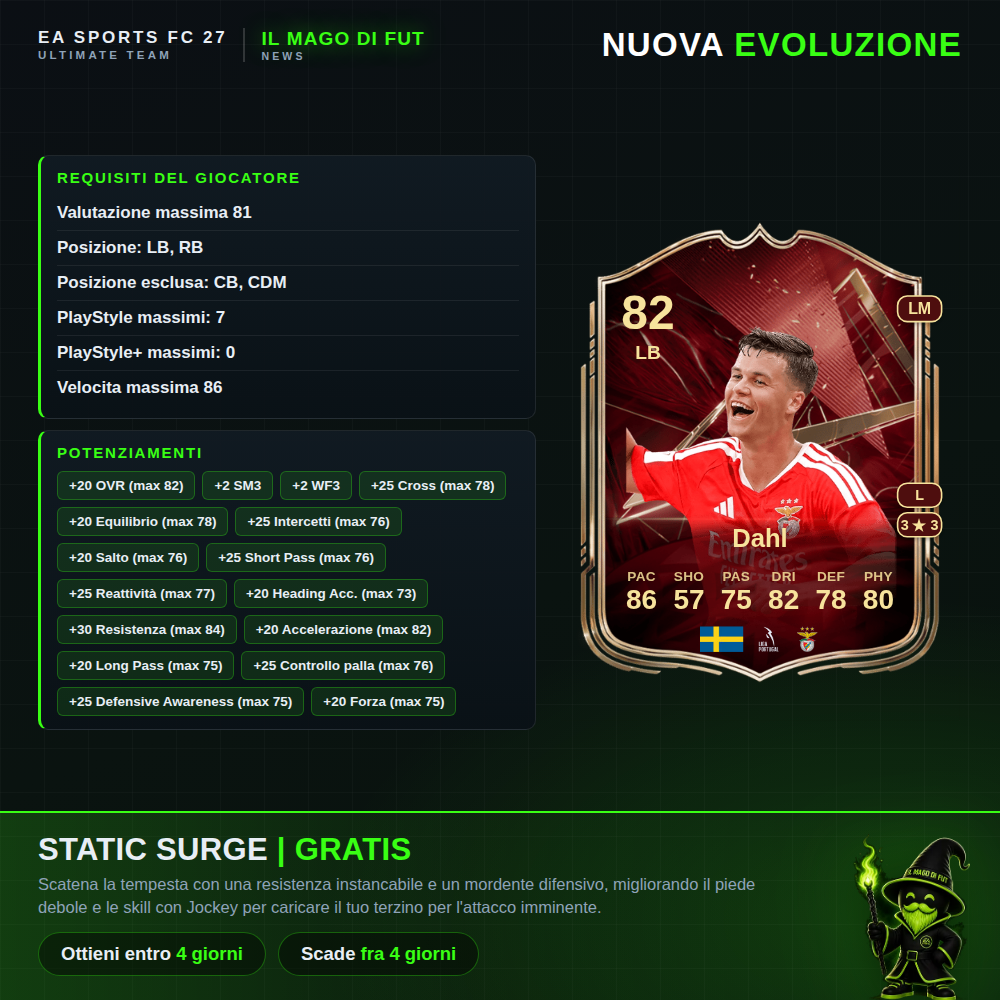 EA SPORTS FC 27
ULTIMATE TEAM
IL MAGO DI FUT
NEWS
NUOVA EVOLUZIONE
REQUISITI DEL GIOCATORE
Valutazione massima 81
Posizione: LB, RB
Posizione esclusa: CB, CDM
PlayStyle massimi: 7
PlayStyle+ massimi: 0
Velocita massima 86
POTENZIAMENTI
+20 OVR (max 82) +2 SM3 +2 WF3 +25 Cross (max 78)
+20 Equilibrio (max 78) +25 Intercetti (max 76)
+20 Salto (max 76) +25 Short Pass (max 76)
+25 Reattività (max 77) +20 Heading Acc. (max 73)
+30 Resistenza (max 84) +20 Accelerazione (max 82)
+20 Long Pass (max 75) +25 Controllo palla (max 76)
+25 Defensive Awareness (max 75) +20 Forza (max 75)
82
LB
LM
L
3 ★ 3
Emirates
Dahl
PAC SHO PAS DRI DEF PHY
86 57 75 82 78 80
LIGA
PORTUGAL
STATIC SURGE | GRATIS
Scatena la tempesta con una resistenza instancabile e un mordente difensivo, migliorando il piede
debole e le skill con Jockey per caricare il tuo terzino per l'attacco imminente.
Ottieni entro 4 giorni
Scade fra 4 giorni
IL MAGO DI FUT